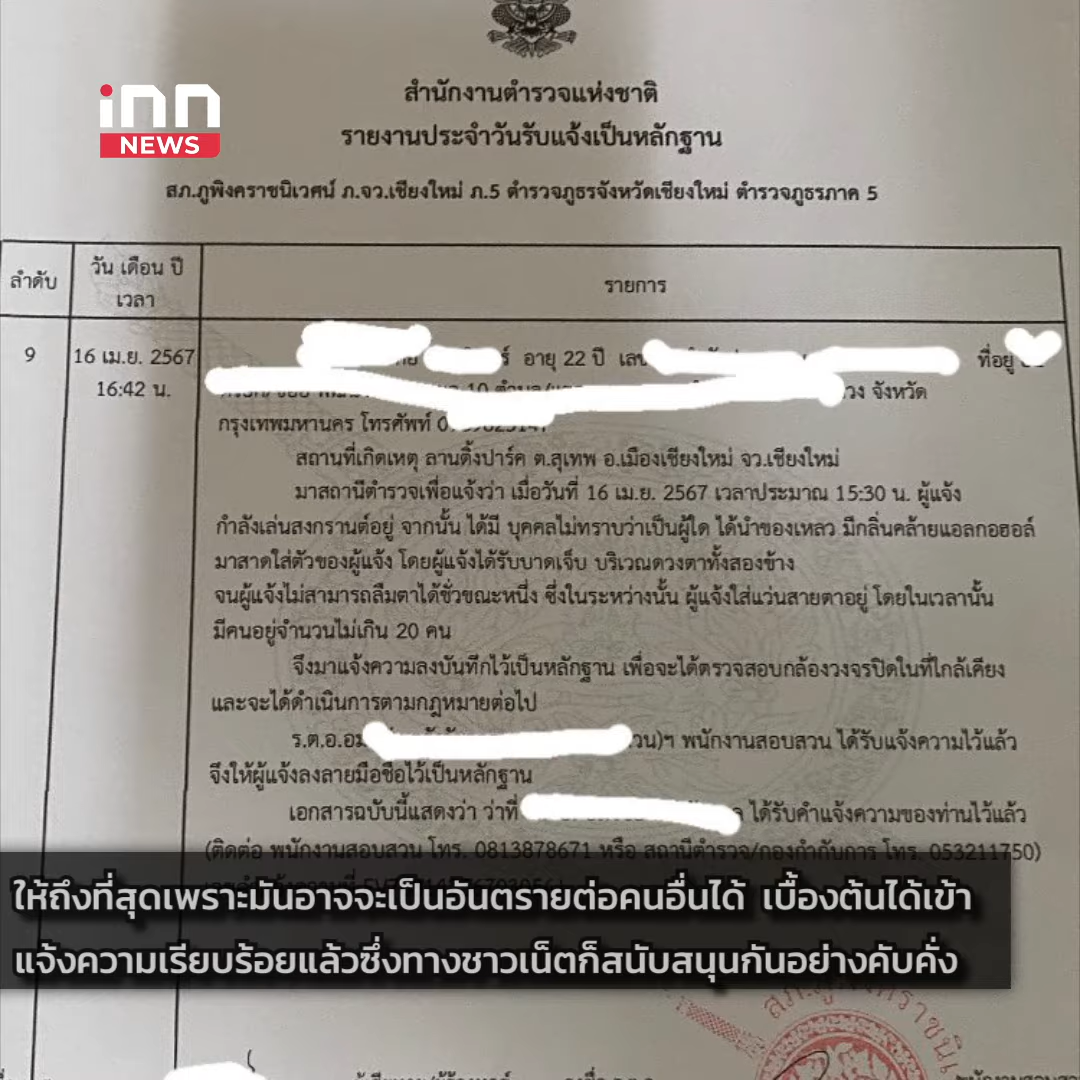 inn
NEWS
สำนักงานตำรวจแห่งชาติ
รายงานประจำวันรับแจ้งเป็นหลักฐาน
สภ.ภูพิงคราชนิเวศน์ ภ.จว.เชียงใหม่ ภ.5 ตำรวจภูธรจังหวัดเชียงใหม่ ตำรวจภูธรภาค 5
ลำดับ วัน เดือน ปี เวลา รายการ
9 16 เม.ย. 2567 อายุ 22 ปี ที่อยู่
16:42 น. จังหวัด
กรุงเทพมหานคร โทรศัพท์
สถานที่เกิดเหตุ ลานดิ้งปาร์ค ต.สุเทพ อ.เมืองเชียงใหม่ จว.เชียงใหม่
มาสถานีตำรวจเพื่อแจ้งว่า เมื่อวันที่ 16 เม.ย. 2567 เวลาประมาณ 15:30 น. ผู้แจ้ง
กำลังเล่นสงกรานต์อยู่ จากนั้น ได้มี บุคคลไม่ทราบว่าเป็นผู้ใด ได้นำของเหลว มีกลิ่นคล้ายแอลกอฮอล์
มาสาดใส่ตัวของผู้แจ้ง โดยผู้แจ้งได้รับบาดเจ็บ บริเวณดวงตาทั้งสองข้าง
จนผู้แจ้งไม่สามารถลืมตาได้ชั่วขณะหนึ่ง ซึ่งในระหว่างนั้น ผู้แจ้งใส่แว่นสายตาอยู่ โดยในเวลานั้น
มีคนอยู่จำนวนไม่เกิน 20 คน
จึงมาแจ้งความลงบันทึกไว้เป็นหลักฐาน เพื่อจะได้ตรวจสอบกล้องวงจรปิดในที่ใกล้เคียง
และจะได้ดำเนินการตามกฎหมายต่อไป
ร.ต.อ. พนักงานสอบสวน ได้รับแจ้งความไว้แล้ว
จึงให้ผู้แจ้งลงลายมือชื่อไว้เป็นหลักฐาน
เอกสารฉบับนี้แสดงว่า ว่าที่ ได้รับคำแจ้งความของท่านไว้แล้ว
(ติดต่อ พนักงานสอบสวน โทร. 0813878671 หรือ สถานีตำรวจ/กองกำกับการ โทร. 053211750)
ให้ถึงที่สุดเพราะมันอาจจะเป็นอันตรายต่อคนอื่นได้ เบื้องต้นได้เข้า
แจ้งความเรียบร้อยแล้วซึ่งทางชาวเน็ตก็สนับสนุนกันอย่างคับคั่ง